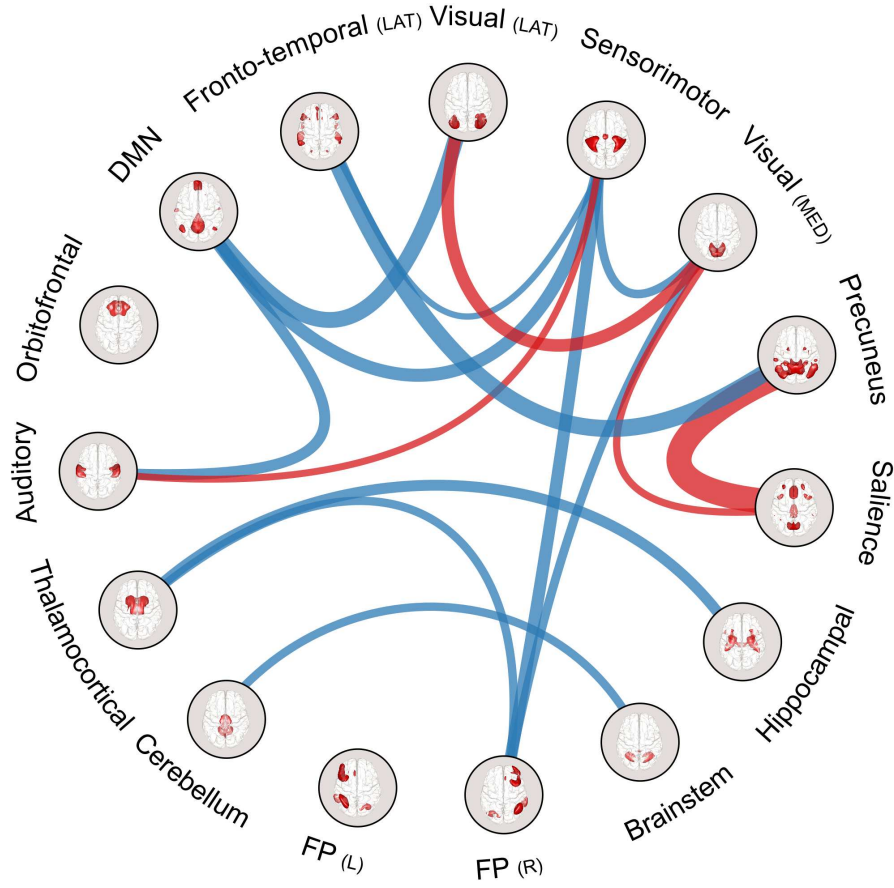 Fronto-temporal (LAT)
Visual (LAT)
Sensorimotor
Visual (MED)
Precuneus
Salience
Hippocampal
Brainstem
FP (R)
FP (L)
Cerebellum
Thalamocortical
Auditory
Orbitofrontal
DMN